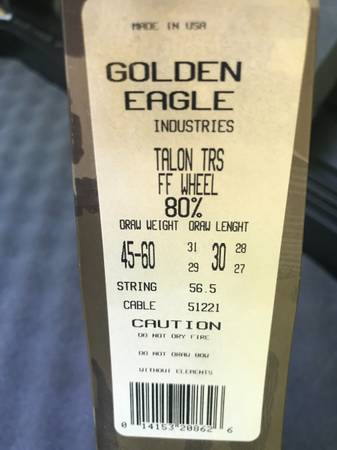 MADE IN USA
GOLDEN
EAGLE
INDUSTRIES
TALON TRS
FF WHEEL
80%
DRAW WEIGHT DRAW LENGHT
45-60 31 29 30 28 27
STRING 56.5
CABLE 51221
CAUTION
DO NOT DRY FIRE
DO NOT DRAW BOW
WITHOUT ELEMENTS
0 14153 20862 6